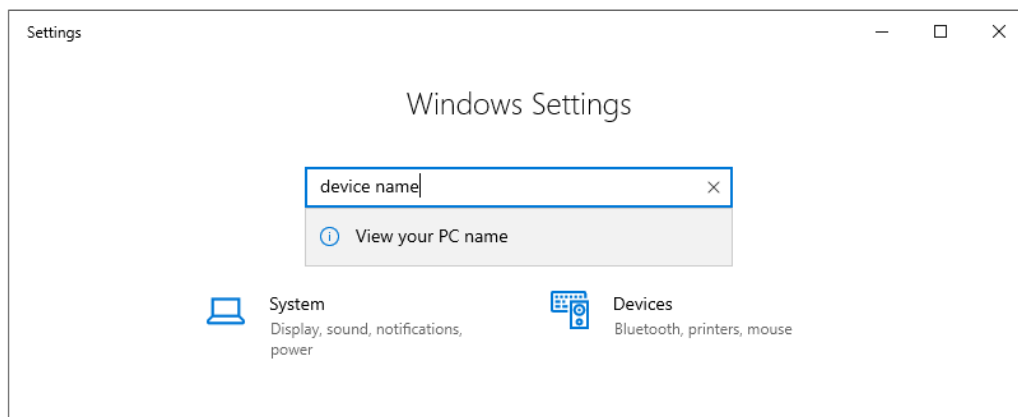 Settings
Windows Settings
device name
View your PC name
System
Display, sound, notifications,
power
Devices
Bluetooth, printers, mouse